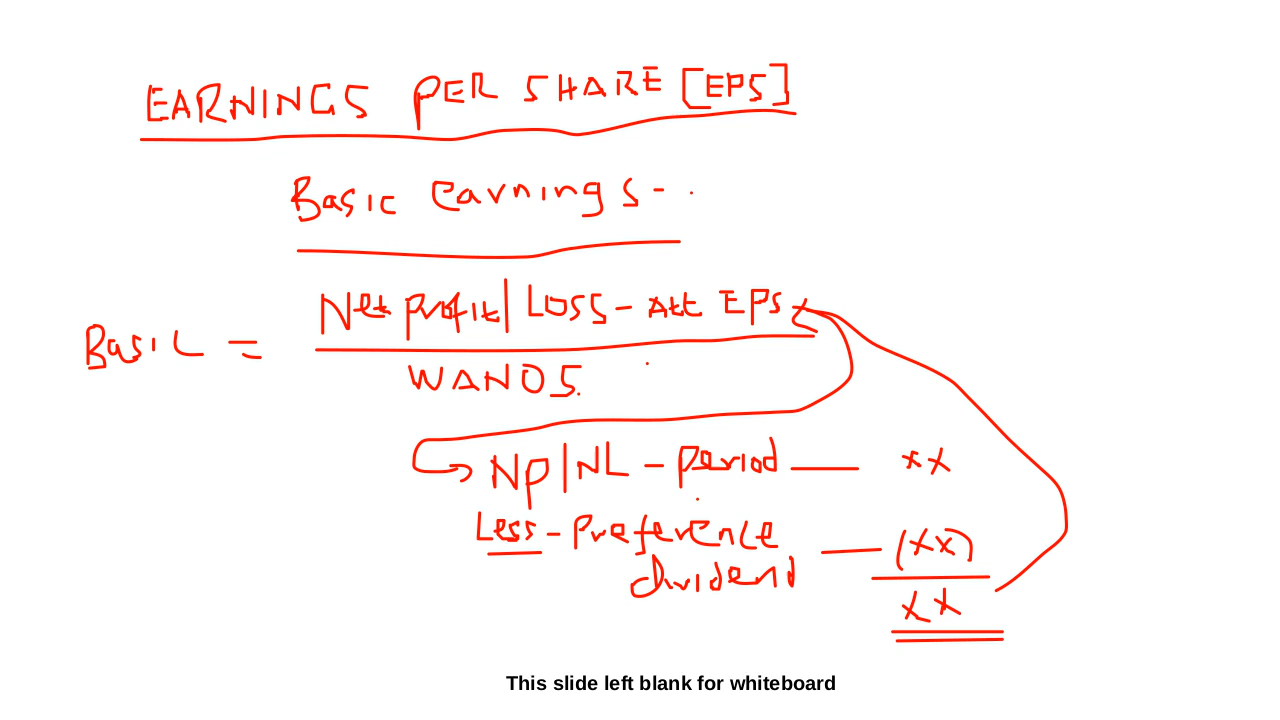 EARNINGS PER SHARE [EPS]
Basic earnings - .
Basic = Net profit/Loss - Att EPS
WANOS.
NP/NL - period — xx
Less - Preference dividend — (xx)
xx
This slide left blank for whiteboard